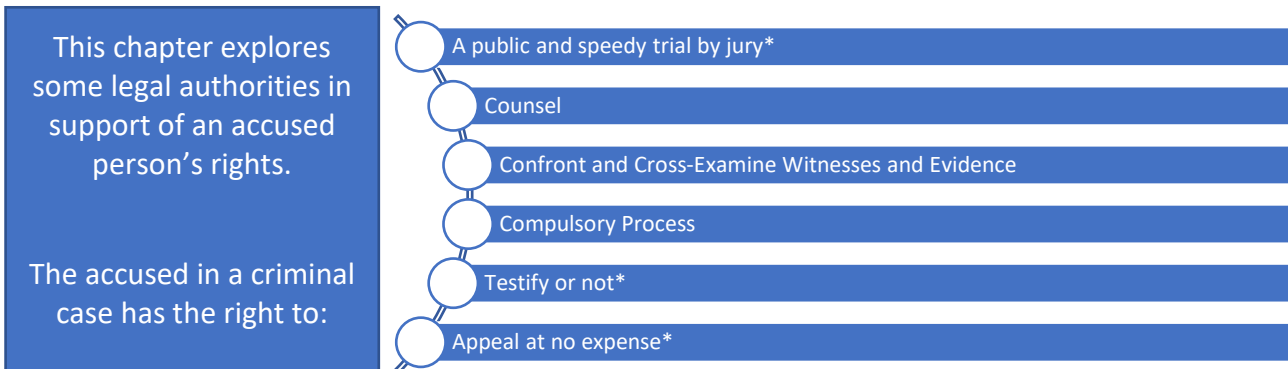 This chapter explores
some legal authorities in
support of an accused
person’s rights.
The accused in a criminal
case has the right to:
A public and speedy trial by jury*
Counsel
Confront and Cross-Examine Witnesses and Evidence
Compulsory Process
Testify or not*
Appeal at no expense*